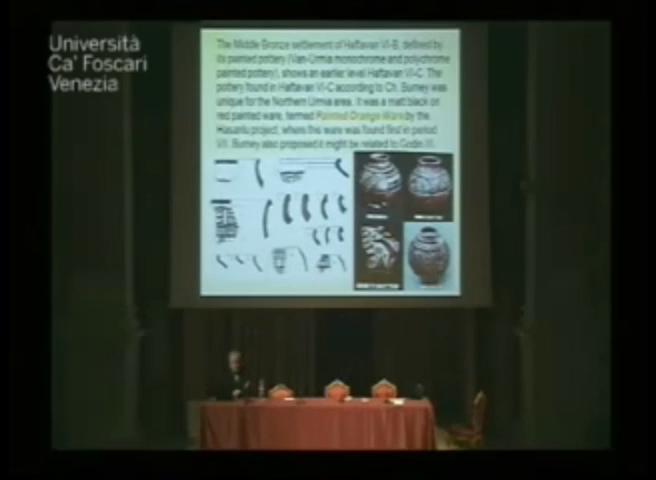 Università
Ca' Foscari
Venezia
The Middle Bronze settlement of Haftavan VI-B, defined by
its painted pottery (Van-Urmia monochrome and polychrome
painted pottery), shows an earlier level Haftavan VI-C. The
pottery found in Haftavan VI-C according to Ch. Burney was
unique for the Northern Urmia area. It was a matt black on
red painted ware, termed Painted Orange Ware by the
Hasanlu project, where this ware was found first in period
VII. Burney also proposed it might be related to Godin III.